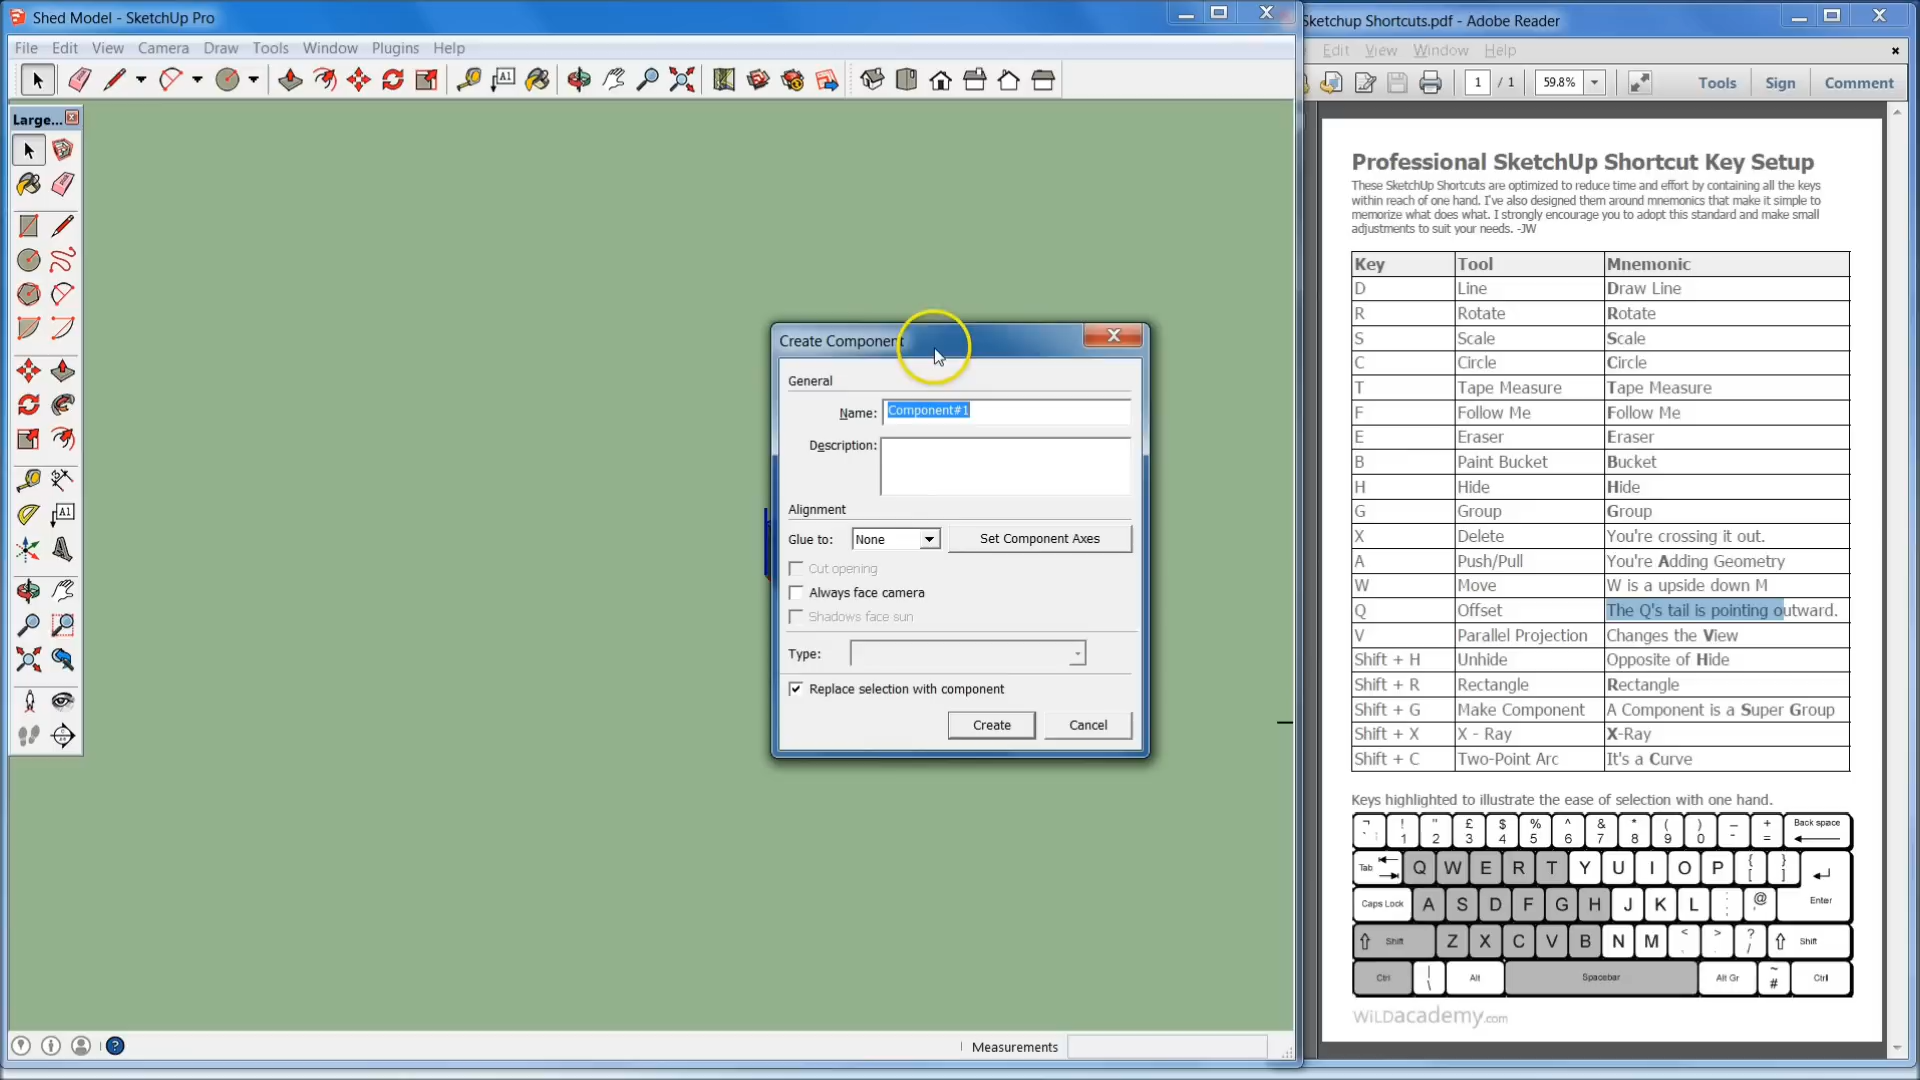 Shed Model - SketchUp Pro
File Edit View Camera Draw Tools Window Plugins Help
Large...
Create Component
General
Name: Component#1
Description:
Alignment
Glue to: None Set Component Axes
Cut opening
Always face camera
Shadows face sun
Type:
Replace selection with component
Create Cancel
Measurements
Sketchup Shortcuts.pdf - Adobe Reader
Edit View Window Help
1 / 1 59.8% Tools Sign Comment
Professional SketchUp Shortcut Key Setup
These SketchUp Shortcuts are optimized to reduce time and effort by containing all the keys
within reach of one hand. I've also designed them around mnemonics that make it simple to
memorize what does what. I strongly encourage you to adopt this standard and make small
adjustments to suit your needs. -JW
Key Tool Mnemonic
D Line Draw Line
R Rotate Rotate
S Scale Scale
C Circle Circle
T Tape Measure Tape Measure
F Follow Me Follow Me
E Eraser Eraser
B Paint Bucket Bucket
H Hide Hide
G Group Group
X Delete You're crossing it out.
A Push/Pull You're Adding Geometry
W Move W is a upside down M
Q Offset The Q's tail is pointing outward.
V Parallel Projection Changes the View
Shift + H Unhide Opposite of Hide
Shift + R Rectangle Rectangle
Shift + G Make Component A Component is a Super Group
Shift + X X - Ray X-Ray
Shift + C Two-Point Arc It's a Curve
Keys highlighted to illustrate the ease of selection with one hand.
¬ ! " £ $ % ^ & * ( ) _ + Back space
` 1 2 3 4 5 6 7 8 9 0 - =
Tab Q W E R T Y U I O P { [ } ]
Caps Lock A S D F G H J K L : ; @ ' Enter
Shift Z X C V B N M < , > . ? / Shift
Ctrl | \ Alt Spacebar Alt Gr ~ # Ctrl
WiLDacademy.com